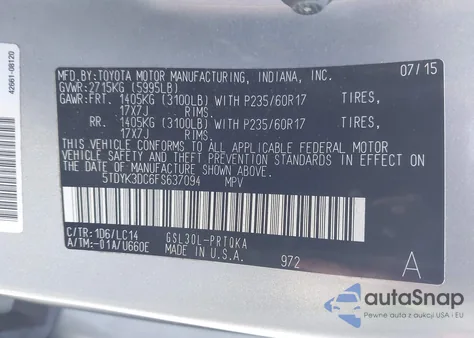 42661-08120
MFD. BY: TOYOTA MOTOR MANUFACTURING, INDIANA, INC. 07/15
GVWR: 2715KG (5995LB)
GAWR: FRT. 1405KG (3100LB) WITH P235/60R17 TIRES,
17X7J RIMS,
RR. 1405KG (3100LB) WITH P235/60R17 TIRES,
17X7J RIMS.
THIS VEHICLE CONFORMS TO ALL APPLICABLE FEDERAL MOTOR
VEHICLE SAFETY AND THEFT PREVENTION STANDARDS IN EFFECT
ON THE DATE OF MANUFACTURE SHOWN ABOVE.
5TDYK3DC6FS637094 MPV
C/TR: 1D6/LC14 GSL30L-PRTQKA
A/TM: -01A/U660E MADE IN U.S.A. 972 A
autoSnap
Pewne auta z dostępem z USA i EU